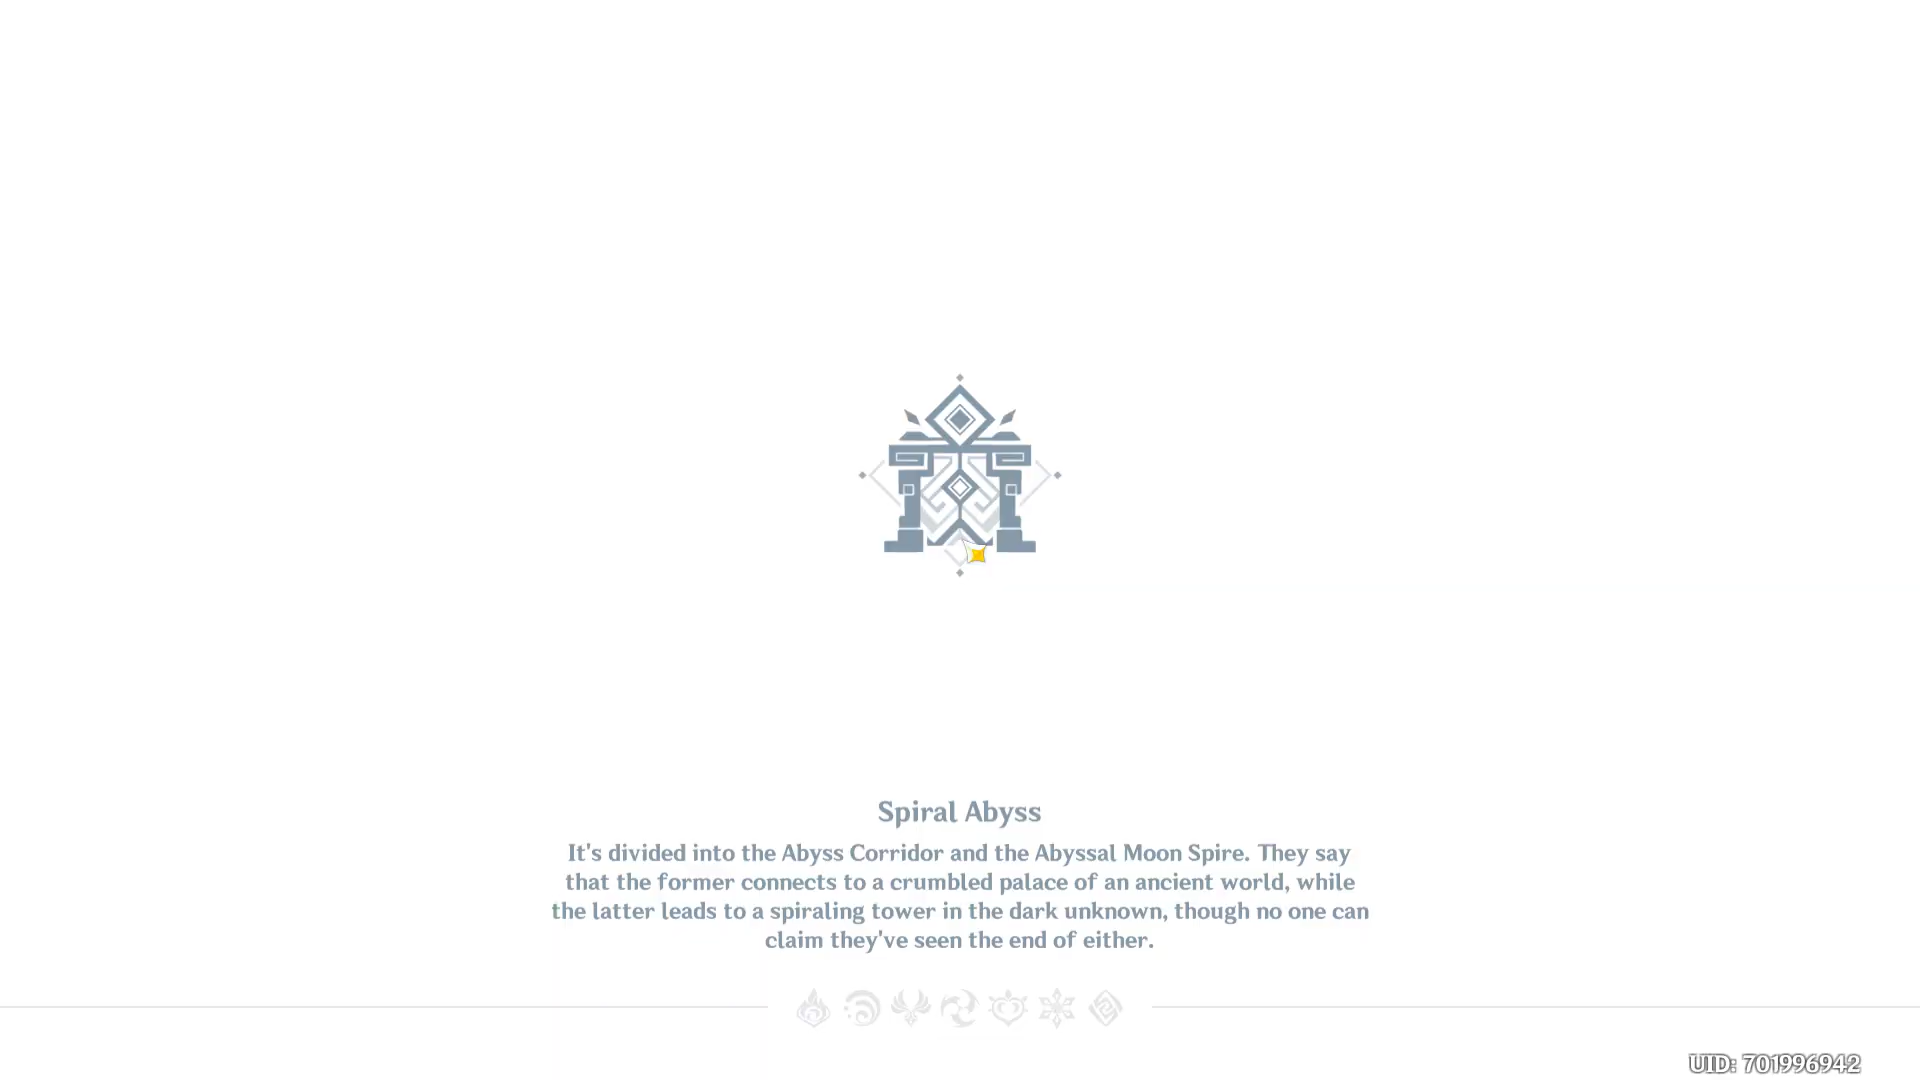 Spiral Abyss
It's divided into the Abyss Corridor and the Abyssal Moon Spire. They say
that the former connects to a crumbled palace of an ancient world, while
the latter leads to a spiraling tower in the dark unknown, though no one can
claim they've seen the end of either.
UID: 701996942